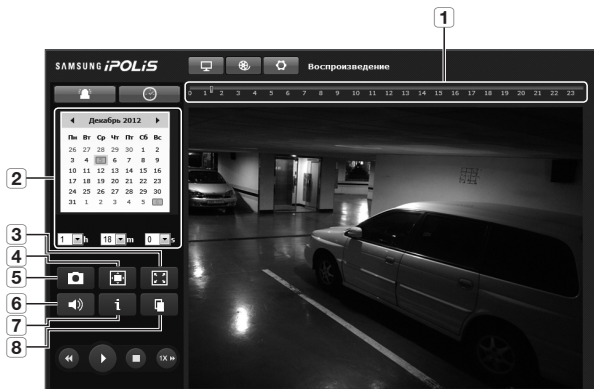 1
SAMSUNG iPOLiS
Воспроизведение
0 1 2 3 4 5 6 7 8 9 10 11 12 13 14 15 16 17 18 19 20 21 22 23
2
Декабрь 2012
Пн Вт Ср Чт Пт Сб Вс
26 27 28 29 30 1 2
3 4 6 7 8 9
10 11 12 13 14 15 16
17 18 19 20 21 22 23
24 25 26 27 28 29 30
31 1 2 3 4 5
1 h 18 m 0 s
3
4
5
6
i
7
8
1X